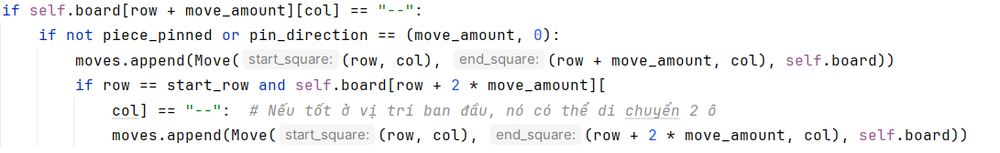 if self.board[row + move_amount][col] == "--":
if not piece_pinned or pin_direction == (move_amount, 0):
moves.append(Move( start_square: (row, col), end_square: (row + move_amount, col), self.board))
if row == start_row and self.board[row + 2 * move_amount][
col] == "--":  # Nếu tốt ở vị trí ban đầu, nó có thể di chuyển 2 ô
moves.append(Move( start_square: (row, col), end_square: (row + 2 * move_amount, col), self.board))